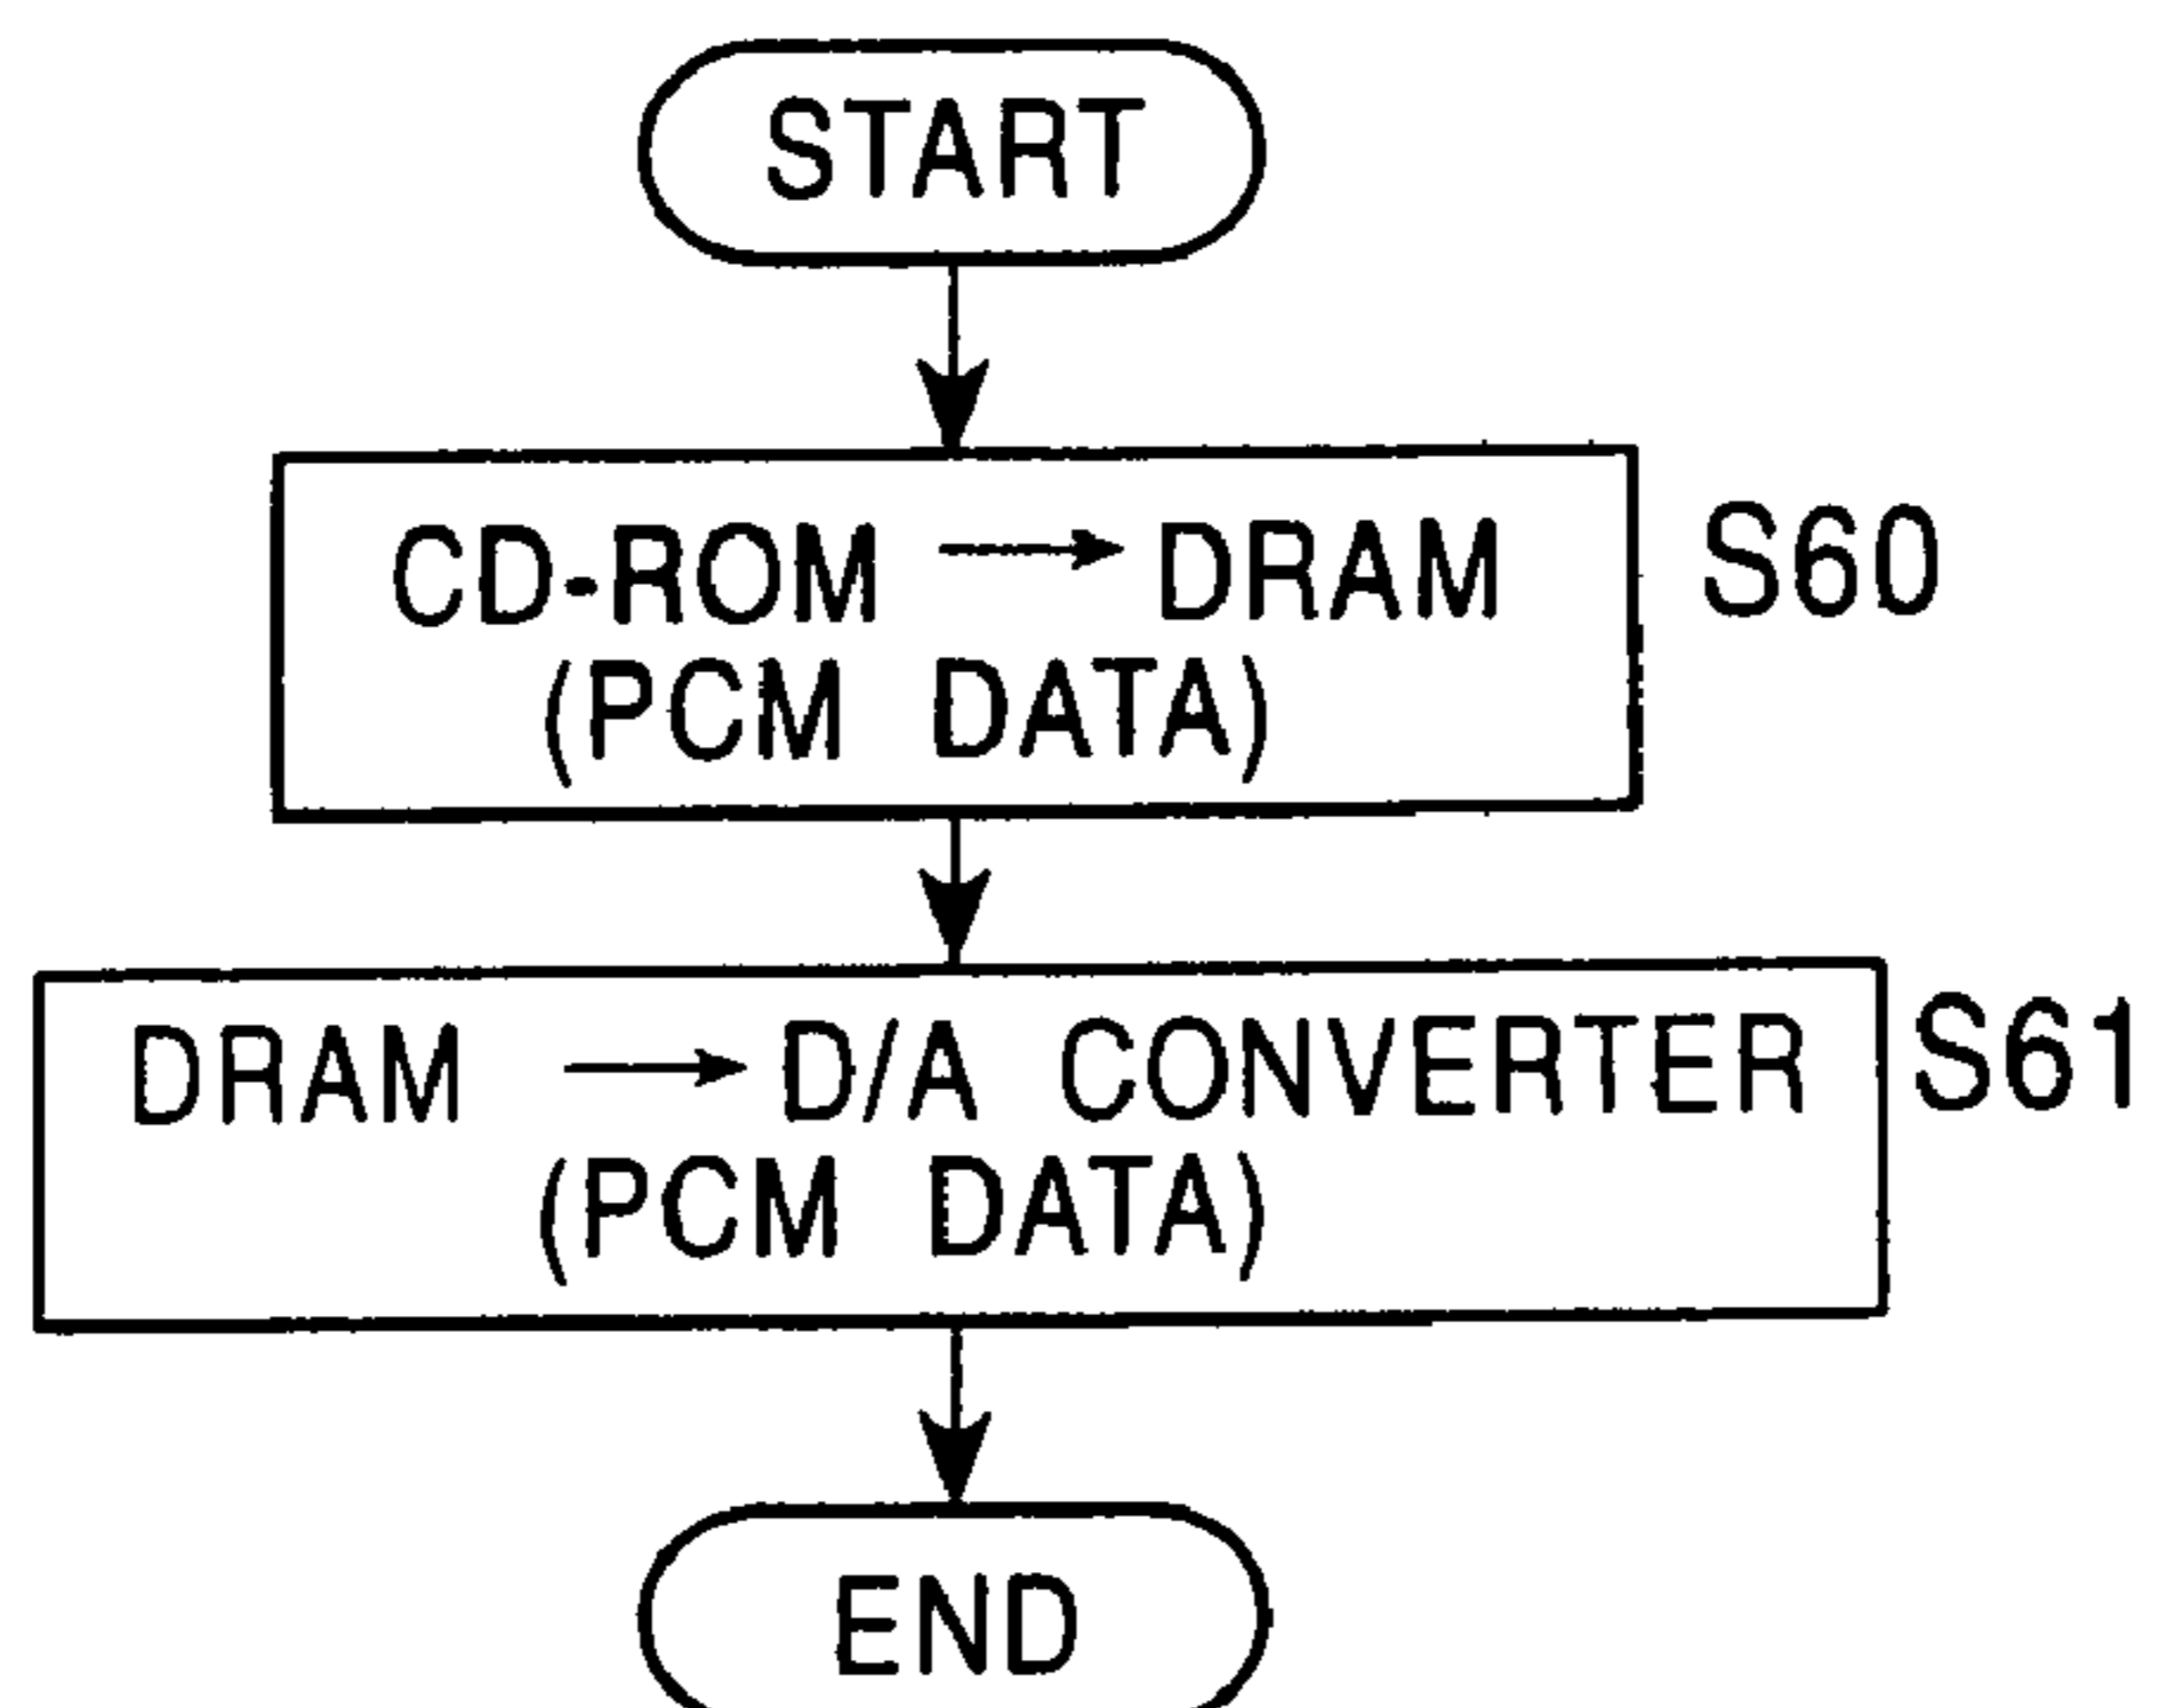 START
CD-ROM → DRAM
(PCM DATA)
S60
DRAM → D/A CONVERTER
(PCM DATA)
S61
END